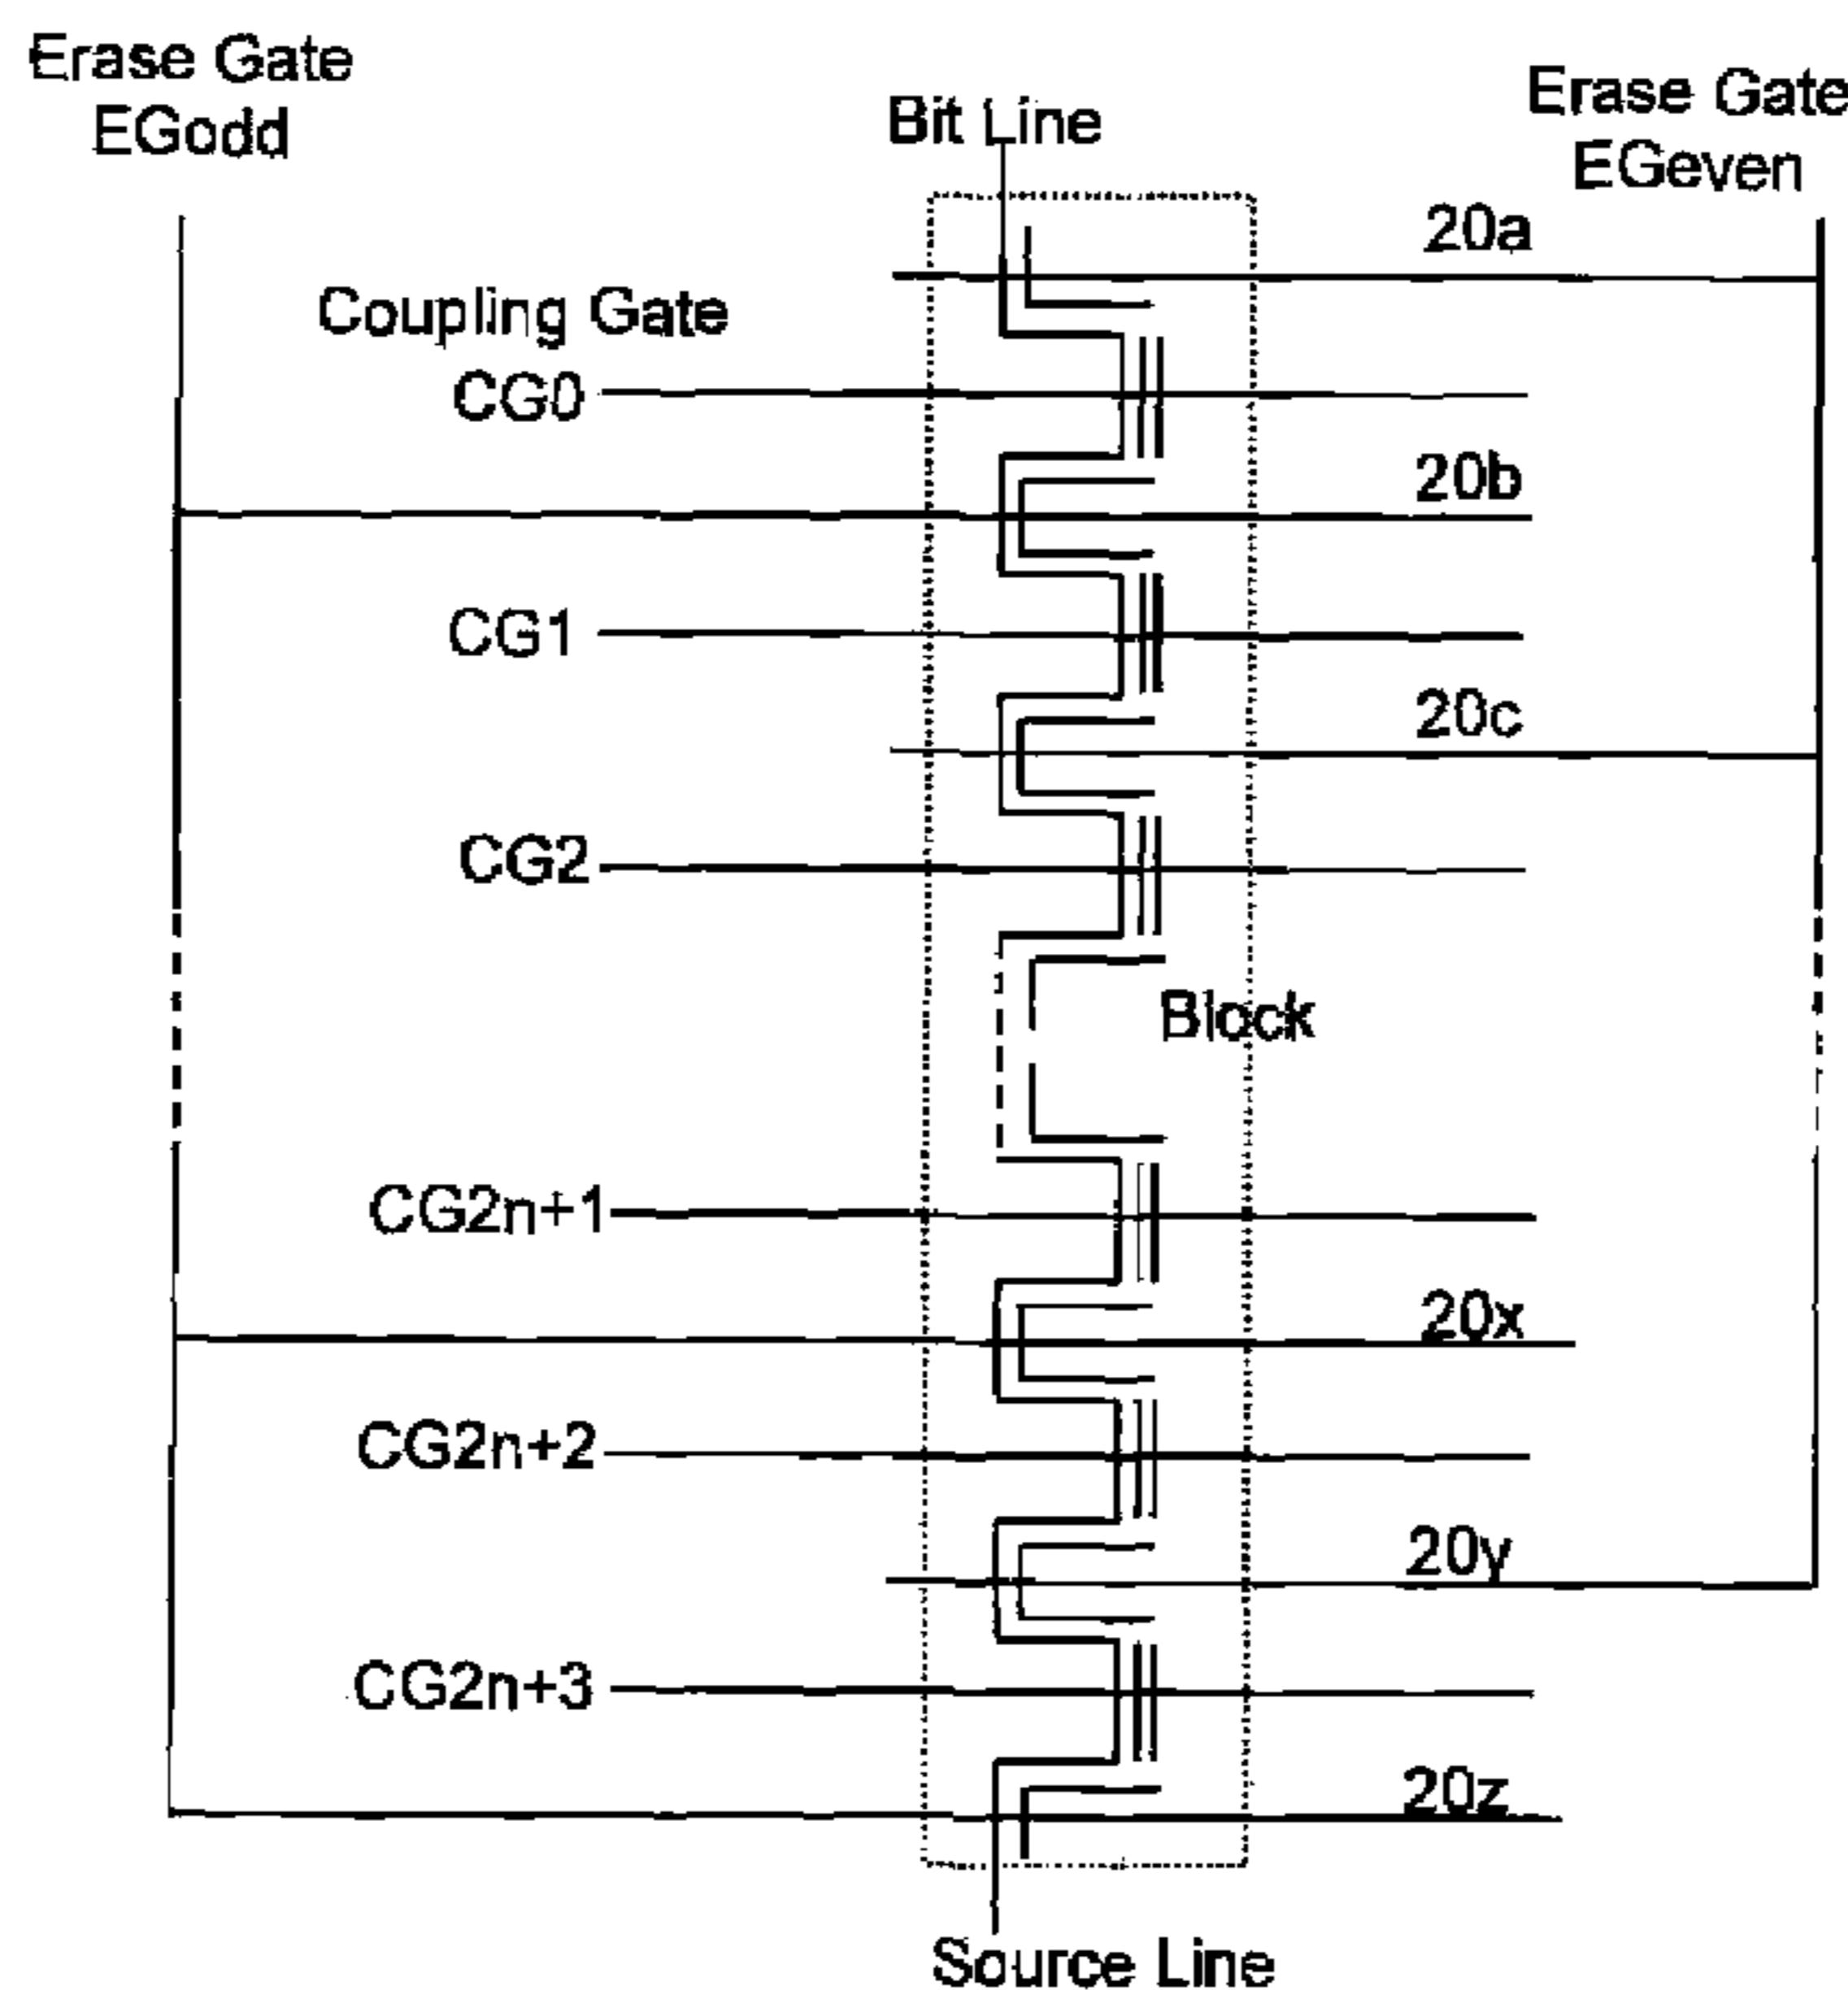 Erase Gate
EGodd
Bit Line
Erase Gate
EGeven
20a
Coupling Gate
CG0
20b
CG1
20c
CG2
Block
CG2n+1
20x
CG2n+2
20y
CG2n+3
20z
Source Line